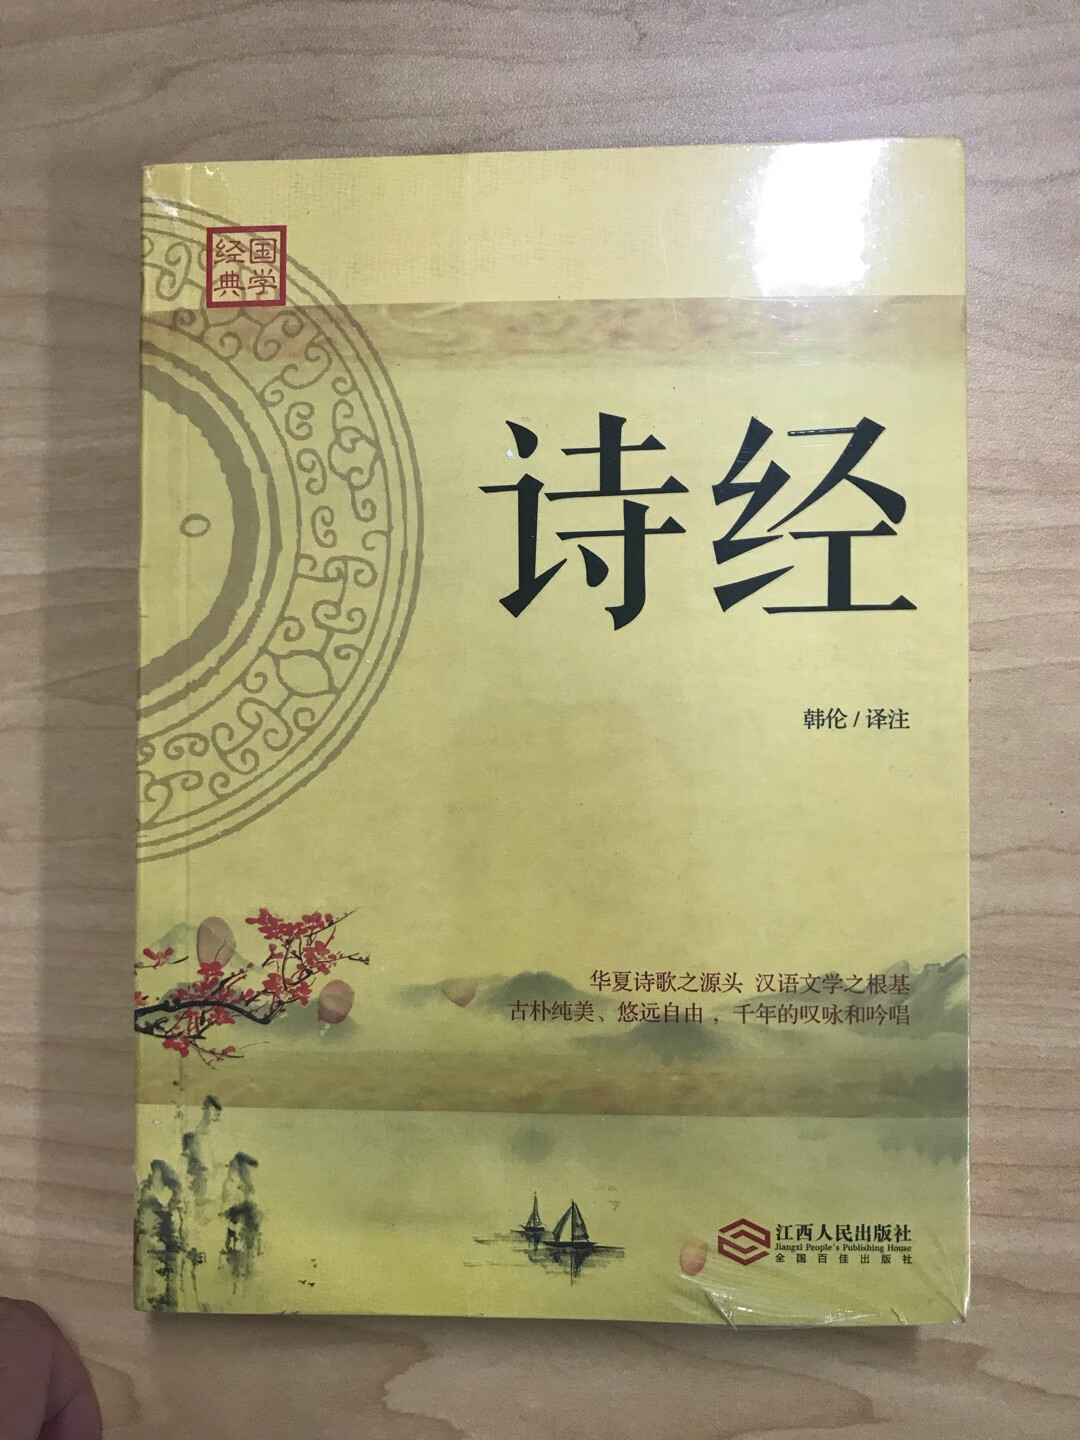 国学
经典
诗经
韩伦/译注
华夏诗歌之源头 汉语文学之根基
古朴纯美、悠远自由，千年的叹咏和吟唱
江西人民出版社
Jiangxi People's Publishing House
全国百佳出版社